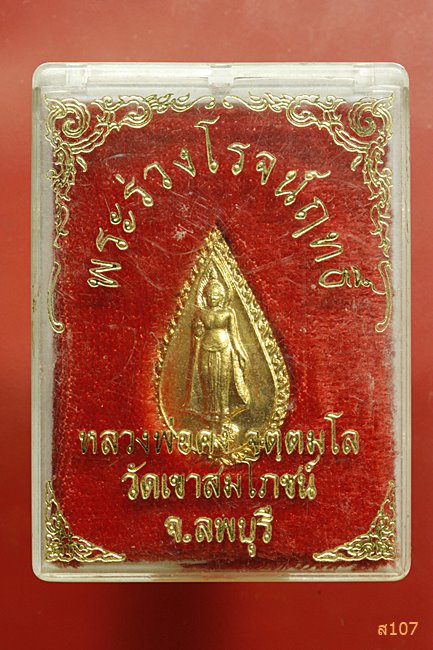 พระร่วงโรจน์ฤทธิ์
หลวงพ่อคง จตฺตมโล
วัดเขาสมโภชน์
จ.ลพบุรี
ส107